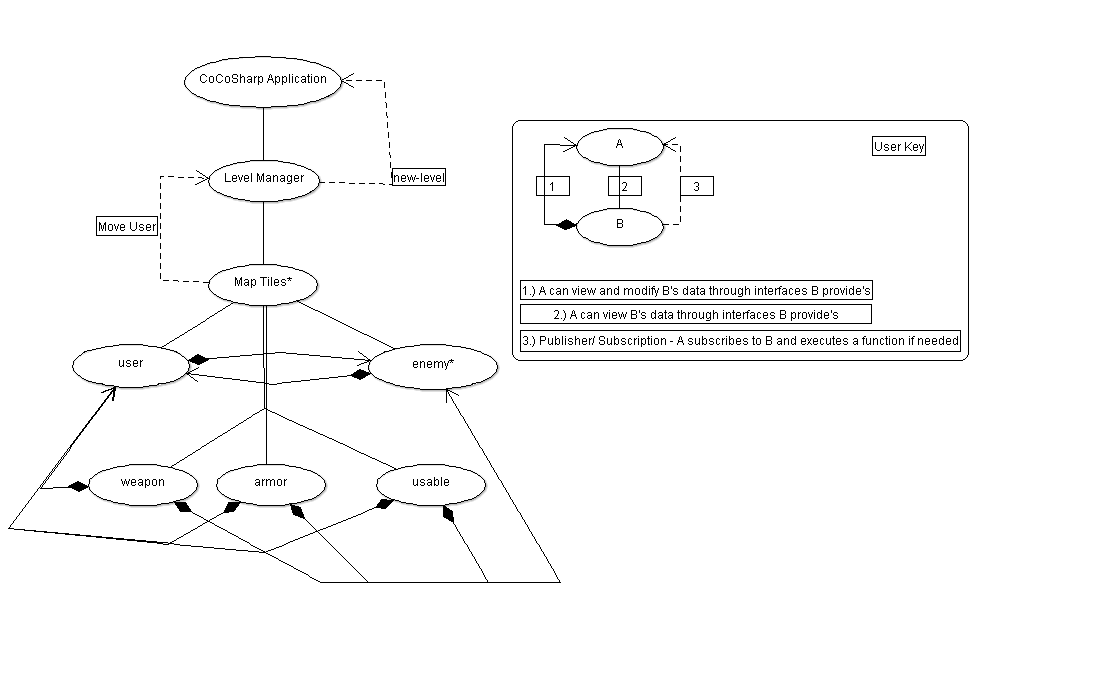 CoCoSharp Application
Level Manager
new-level
Move User
Map Tiles*
user
enemy*
weapon
armor
usable
User Key
A
1
2
3
B
1.) A can view and modify B's data through interfaces B provide's
2.) A can view B's data through interfaces B provide's
3.) Publisher/ Subscription - A subscribes to B and executes a function if needed